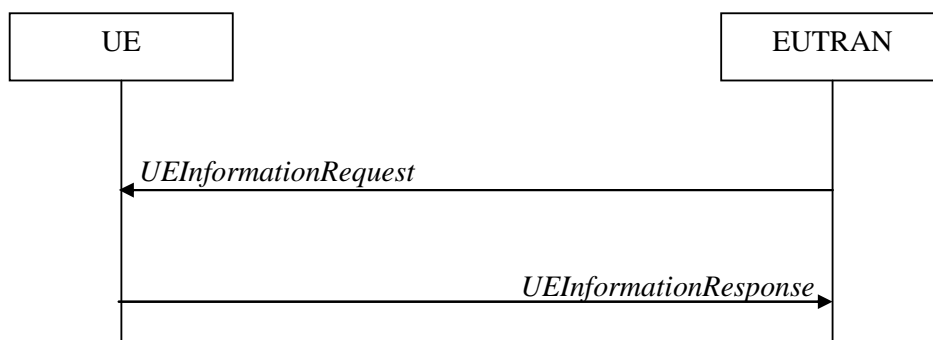 UE
EUTRAN
UEInformationRequest
UEInformationResponse